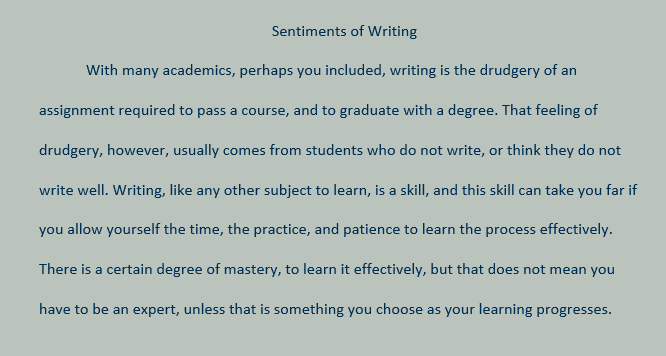 Sentiments of Writing
With many academics, perhaps you included, writing is the drudgery of an
assignment required to pass a course, and to graduate with a degree. That feeling of
drudgery, however, usually comes from students who do not write, or think they do not
write well. Writing, like any other subject to learn, is a skill, and this skill can take you far if
you allow yourself the time, the practice, and patience to learn the process effectively.
There is a certain degree of mastery, to learn it effectively, but that does not mean you
have to be an expert, unless that is something you choose as your learning progresses.